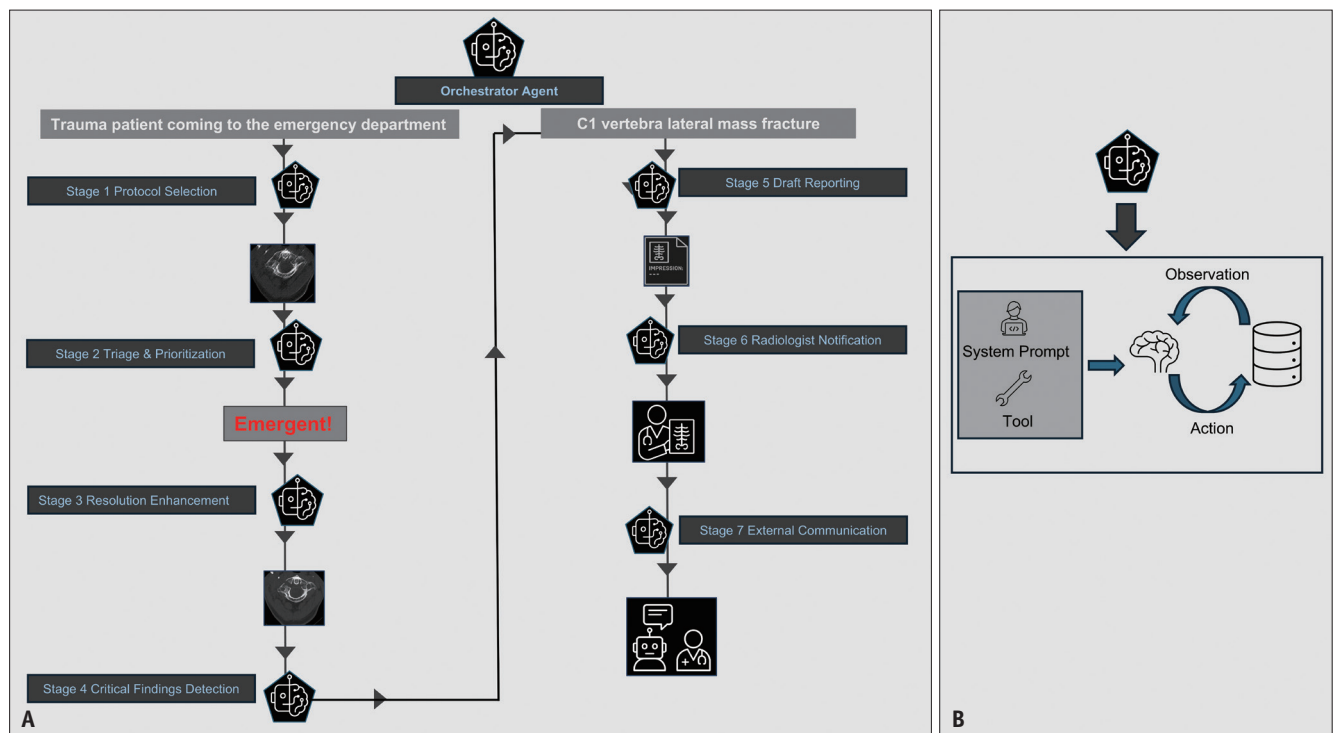 Orchestrator Agent
Trauma patient coming to the emergency department
Stage 1 Protocol Selection
Stage 2 Triage & Prioritization
Emergent!
Stage 3 Resolution Enhancement
Stage 4 Critical Findings Detection
C1 vertebra lateral mass fracture
Stage 5 Draft Reporting
IMPRESSION:
---
Stage 6 Radiologist Notification
Stage 7 External Communication
A
Observation
System Prompt
Tool
Action
B